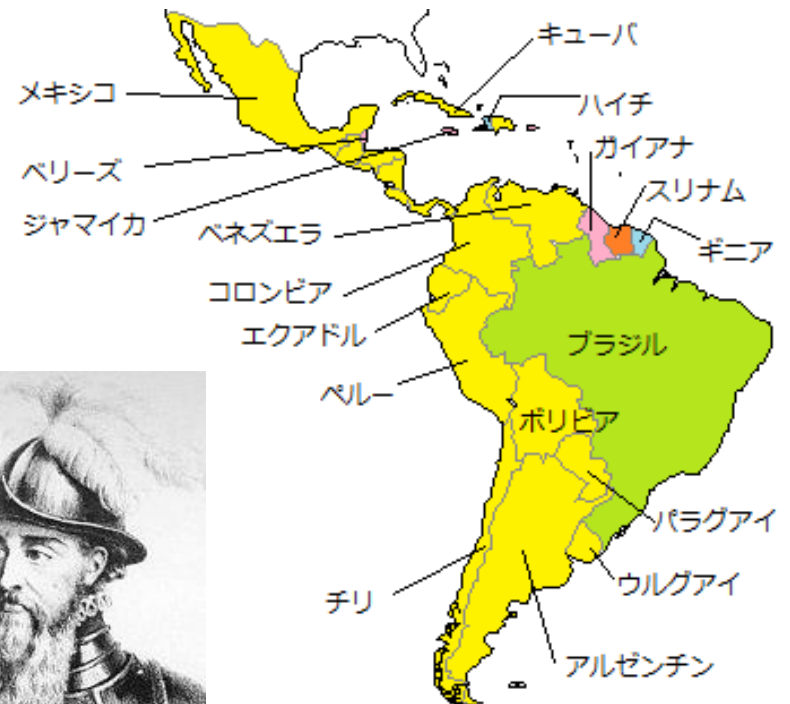 キューバ
メキシコ
ハイチ
ガイアナ
ベリーズ
スリナム
ジャマイカ
ベネズエラ
ギニア
コロンビア
エクアドル
ブラジル
ペルー
ボリビア
パラグアイ
ウルグアイ
チリ
アルゼンチン